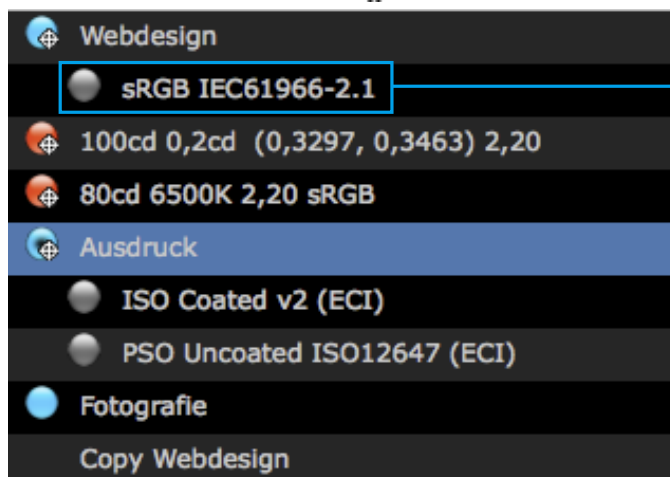 Webdesign
sRGB IEC61966-2.1
100cd 0,2cd (0,3297, 0,3463) 2,20
80cd 6500K 2,20 sRGB
Ausdruck
ISO Coated v2 (ECI)
PSO Uncoated ISO12647 (ECI)
Fotografie
Copy Webdesign